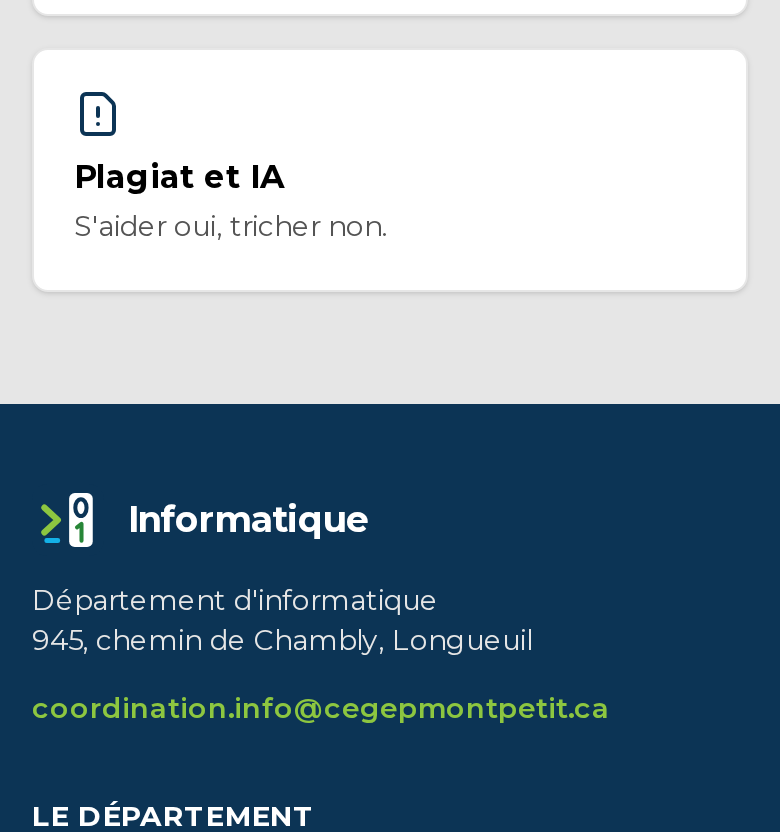 Plagiat et IA
S'aider oui, tricher non.
01
Informatique
Département d'informatique
945, chemin de Chambly, Longueuil
coordination.info@cegepmontpetit.ca
LE DÉPARTEMENT